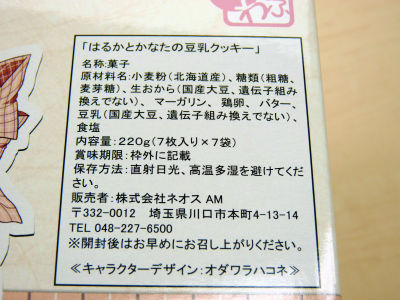 わふ
「はるかとかなたの豆乳クッキー」
名称:菓子
原材料名:小麦粉(北海道産)、糖類(粗糖、
麦芽糖)、生おから(国産大豆、遺伝子組み
換えでない)、マーガリン、鶏卵、バター、
豆乳(国産大豆、遺伝子組み換えでない)、
食塩
内容量:220g(7枚入り×7袋)
賞味期限:枠外に記載
保存方法:直射日光、高温多湿を避けてくだ
さい。
販売者:株式会社ネオス AM
〒332-0012 埼玉県川口市本町4-13-14
TEL 048-227-6500
※開封後はお早めにお召し上がりください。
≪キャラクターデザイン:オダワラハコネ≫